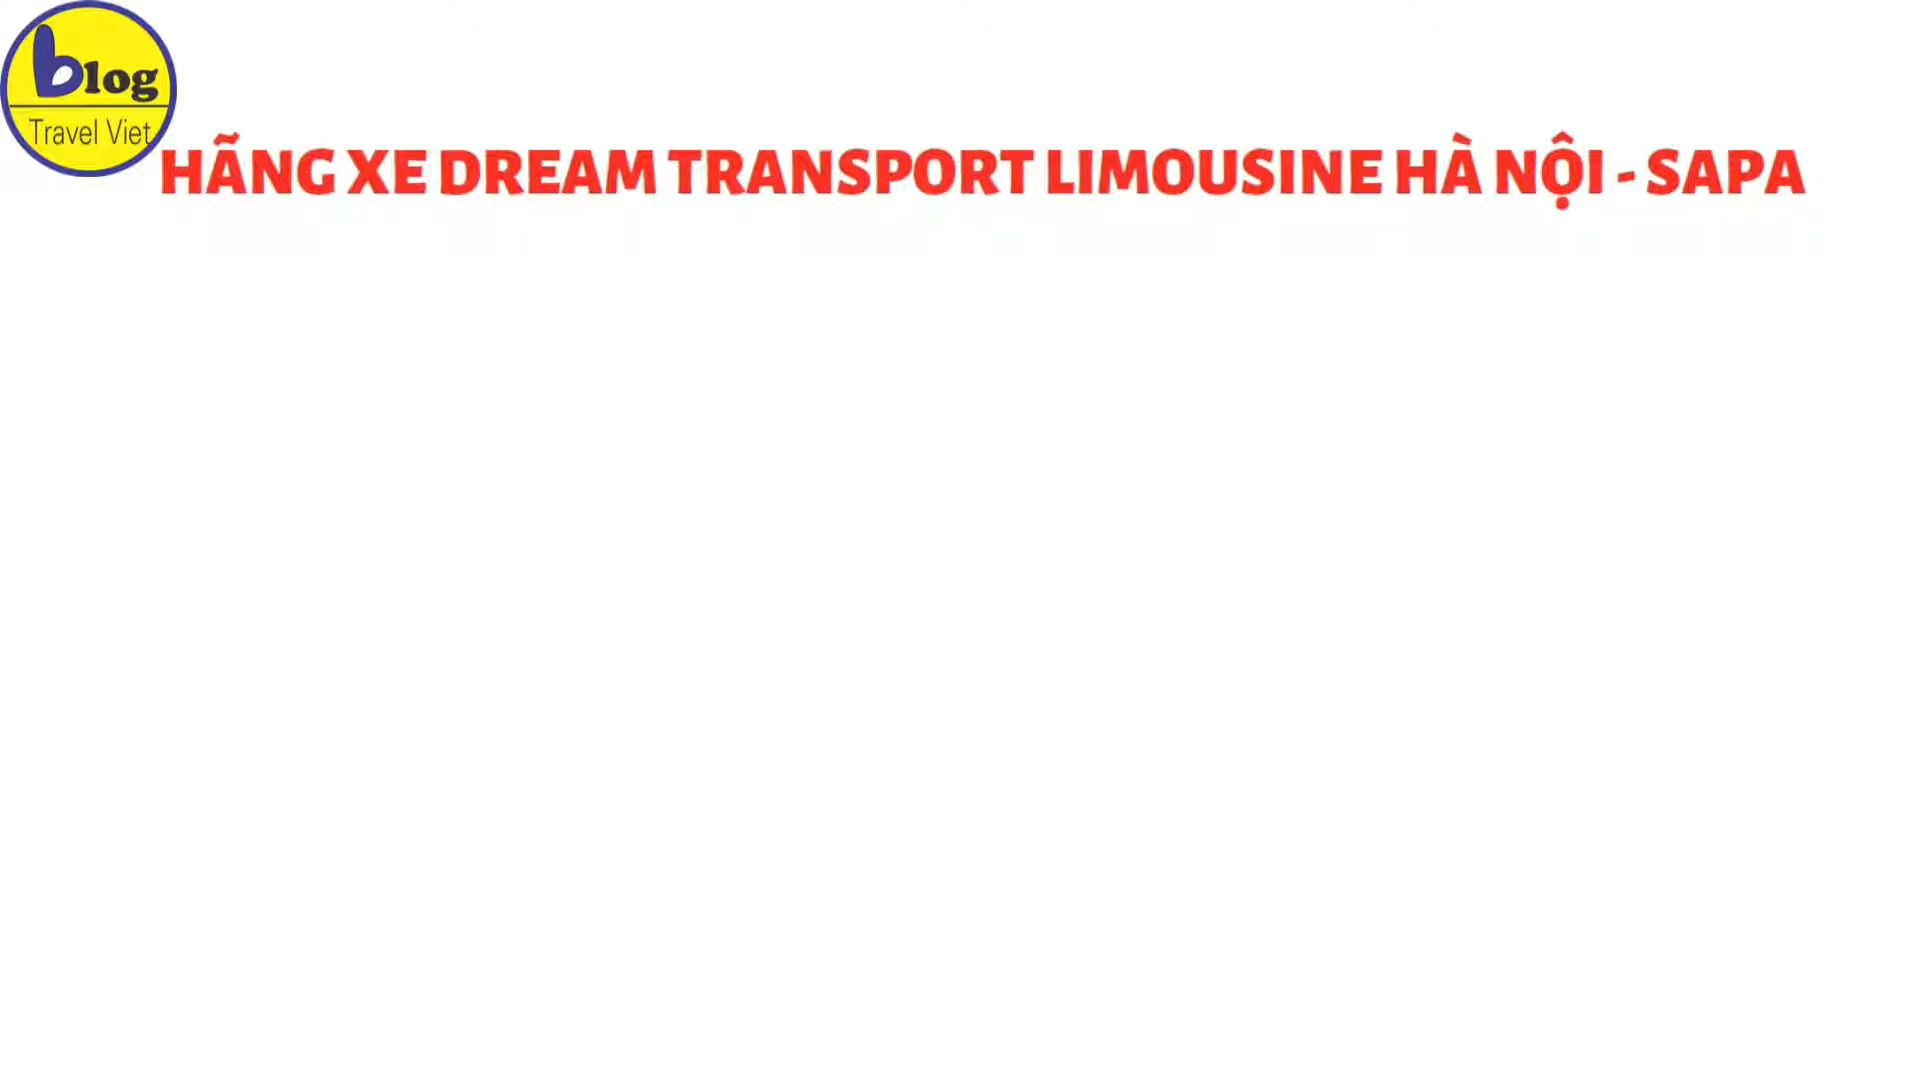 blog
Travel Viet
HÃNG XE DREAM TRANSPORT LIMOUSINE HÀ NỘI - SAPA